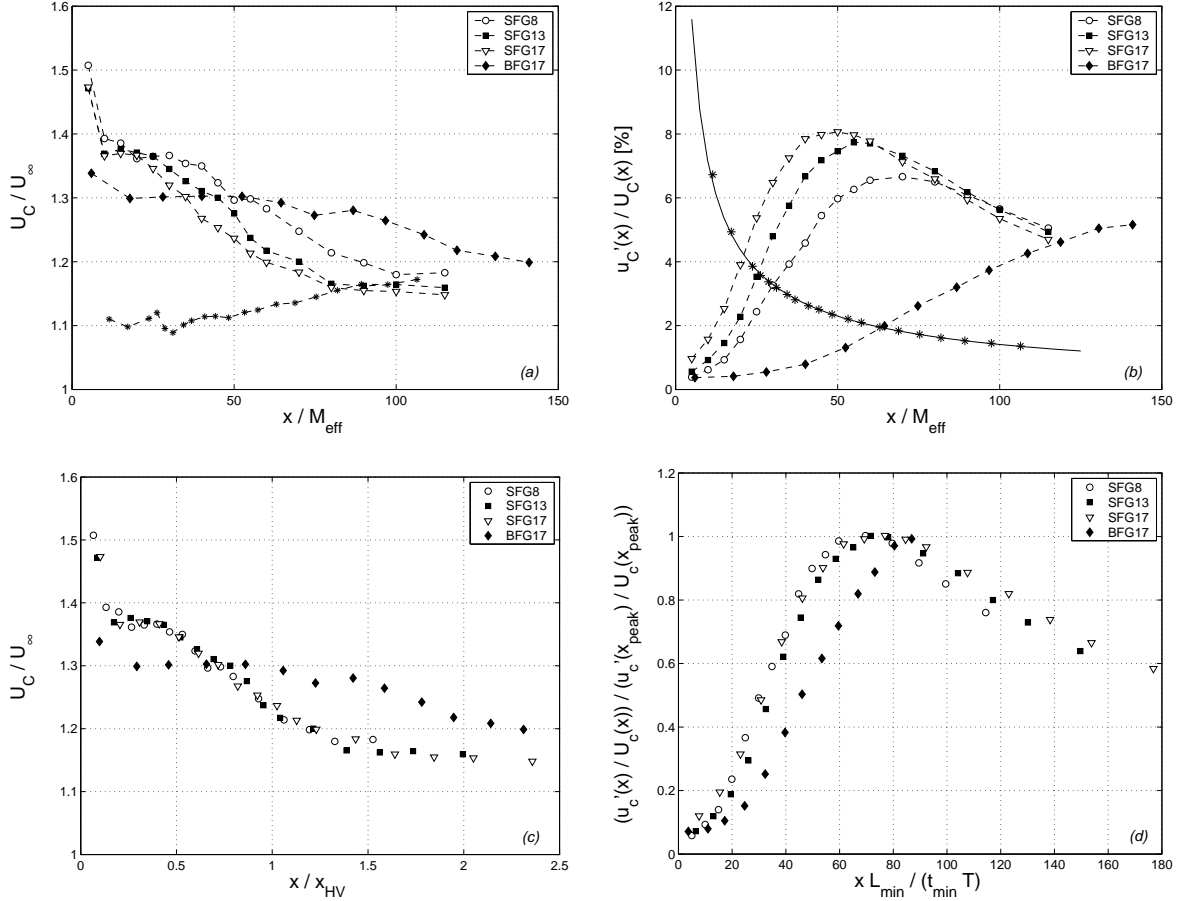 1.6
1.5
1.4
1.3
1.2
1.1
1
0
50
100
150
U_C / U_∞
x / M_eff
SFG8
SFG13
SFG17
BFG17
(a)
12
10
8
6
4
2
0
0
50
100
150
u_C'(x) / U_C(x) [%]
x / M_eff
SFG8
SFG13
SFG17
BFG17
(b)
1.6
1.5
1.4
1.3
1.2
1.1
1
0
0.5
1
1.5
2
2.5
U_C / U_∞
x / x_HV
SFG8
SFG13
SFG17
BFG17
(c)
1.2
1
0.8
0.6
0.4
0.2
0
0
20
40
60
80
100
120
140
160
180
(u_c'(x) / U_c(x)) / (u_c'(x_peak) / U_c(x_peak))
x L_min / (t_min T)
SFG8
SFG13
SFG17
BFG17
(d)